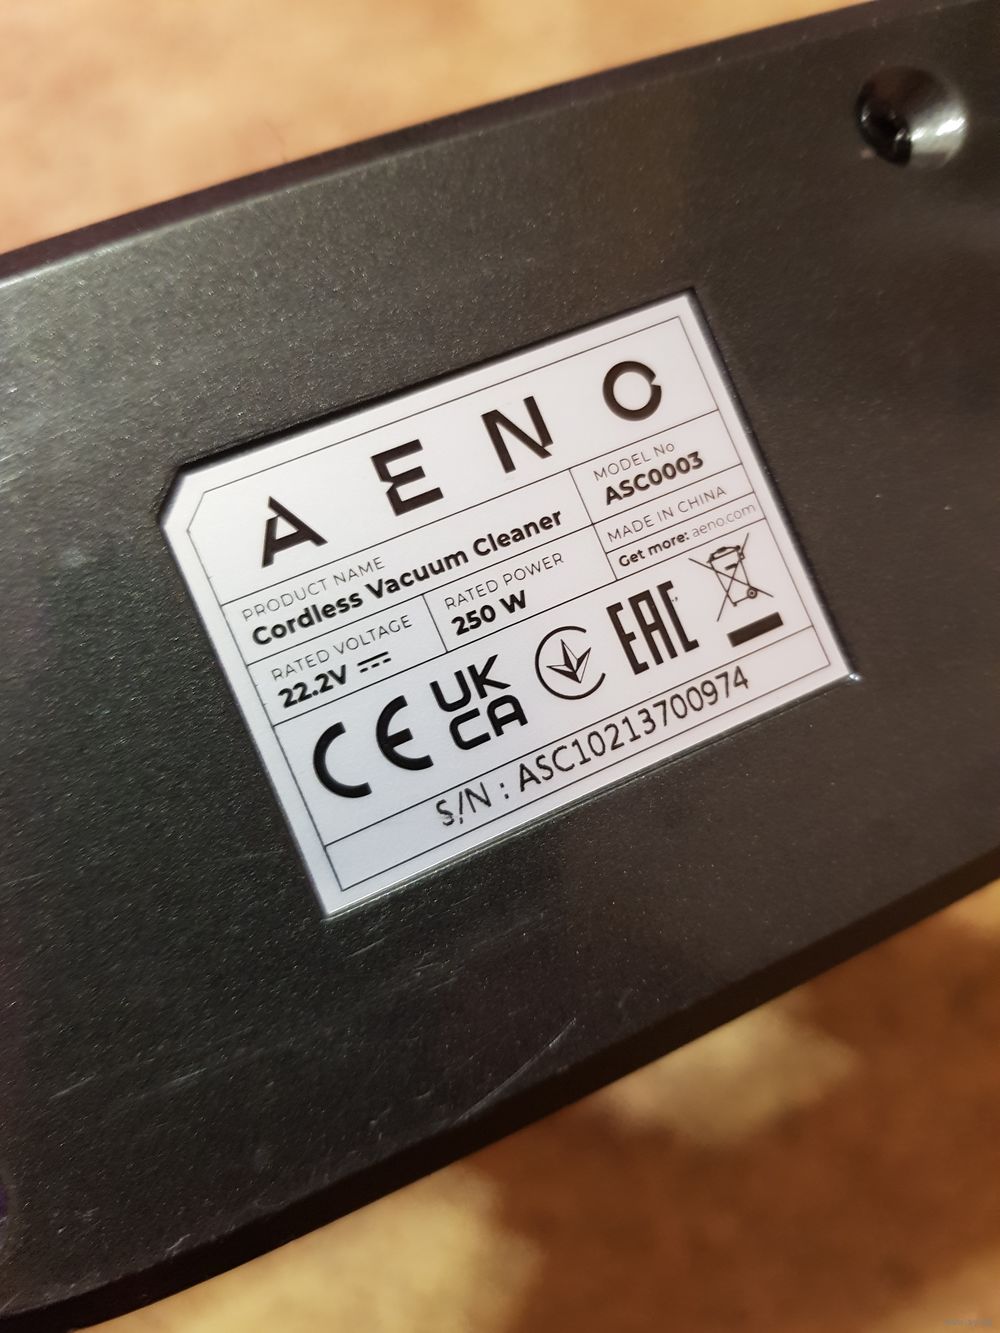 AENO
PRODUCT NAME
Cordless Vacuum Cleaner
MODEL No
ASC0003
RATED VOLTAGE
22.2V
RATED POWER
250 W
MADE IN CHINA
Get more: aeno.com
CE
UK
CA
EAC
S/N : ASC10213700974